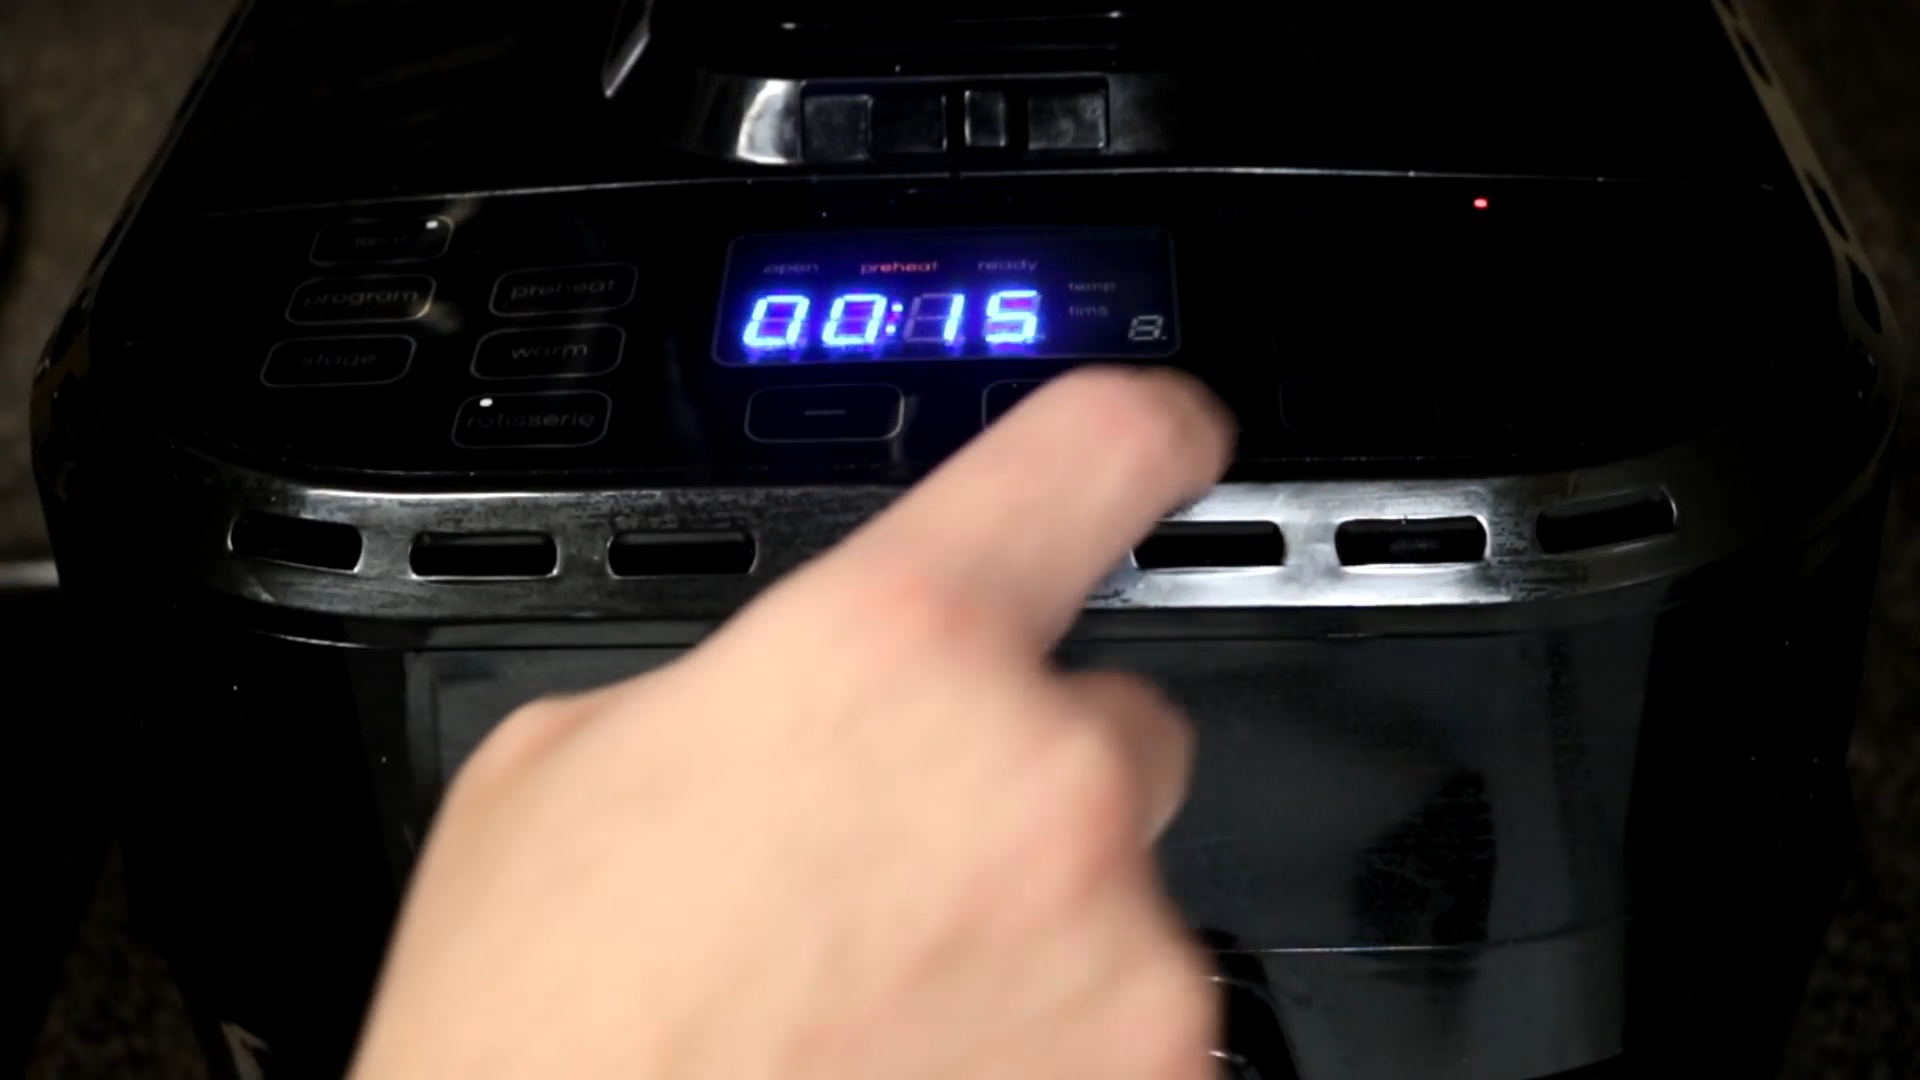 program
preheat
stage
warm
rotisserie
open preheat ready
00:15
temp
time
8.
—